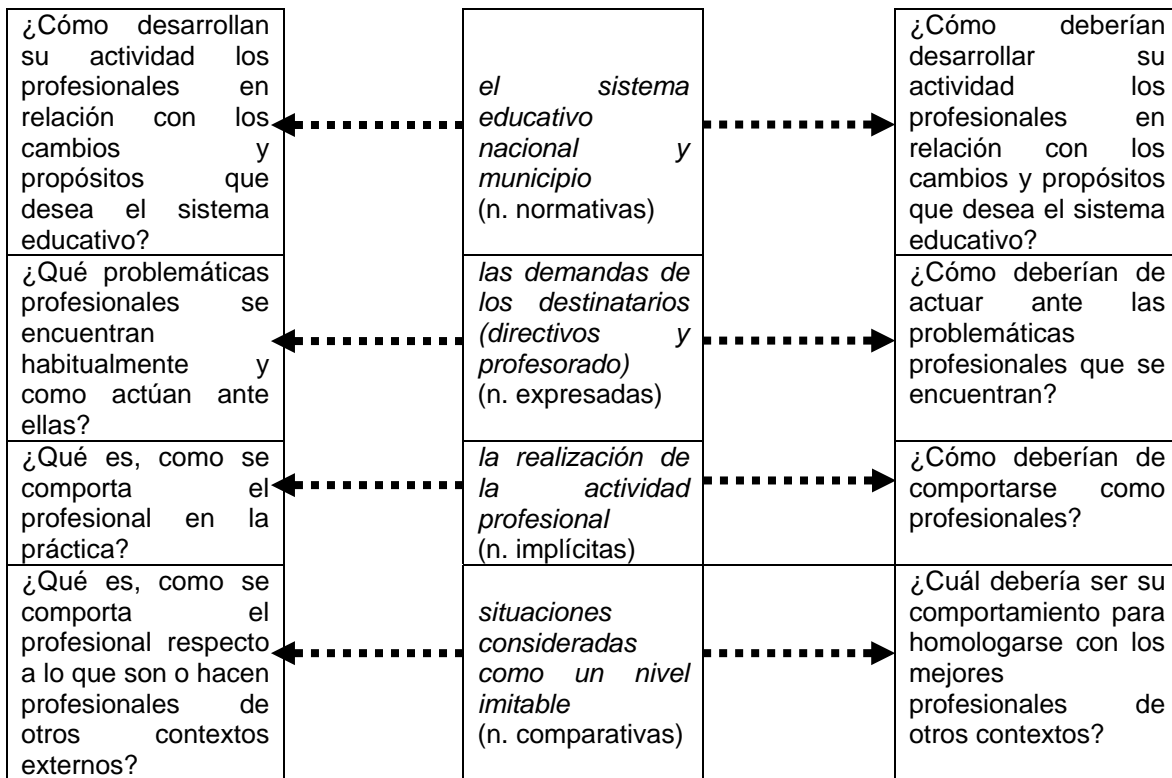 ¿Cómo desarrollan
su actividad los
profesionales en
relación con los
cambios y
propósitos que
desea el sistema
educativo?
el sistema
educativo
nacional y
municipio
(n. normativas)
¿Cómo deberían
desarrollar su
actividad los
profesionales en
relación con los
cambios y propósitos
que desea el sistema
educativo?
¿Qué problemáticas
profesionales se
encuentran
habitualmente y
como actúan ante
ellas?
las demandas de
los destinatarios
(directivos y
profesorado)
(n. expresadas)
¿Cómo deberían de
actuar ante las
problemáticas
profesionales que se
encuentran?
¿Qué es, como se
comporta el
profesional en la
práctica?
la realización de
la actividad
profesional
(n. implícitas)
¿Cómo deberían de
comportarse como
profesionales?
¿Qué es, como se
comporta el
profesional respecto
a lo que son o hacen
profesionales de
otros contextos
externos?
situaciones
consideradas
como un nivel
imitable
(n. comparativas)
¿Cuál debería ser su
comportamiento para
homologarse con los
mejores
profesionales de
otros contextos?